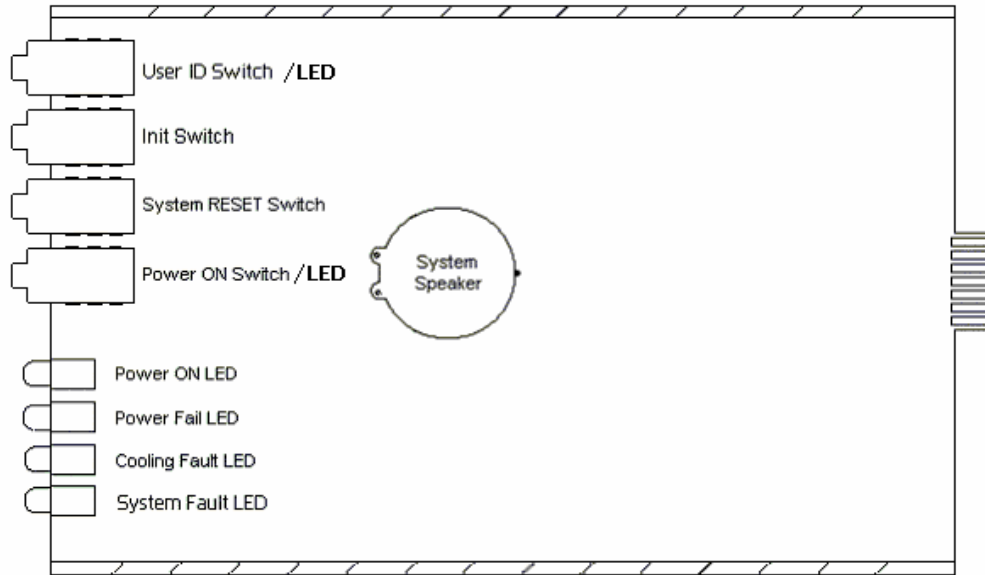 User ID Switch /LED
Init Switch
System RESET Switch
Power ON Switch /LED
System
Speaker
Power ON LED
Power Fail LED
Cooling Fault LED
System Fault LED